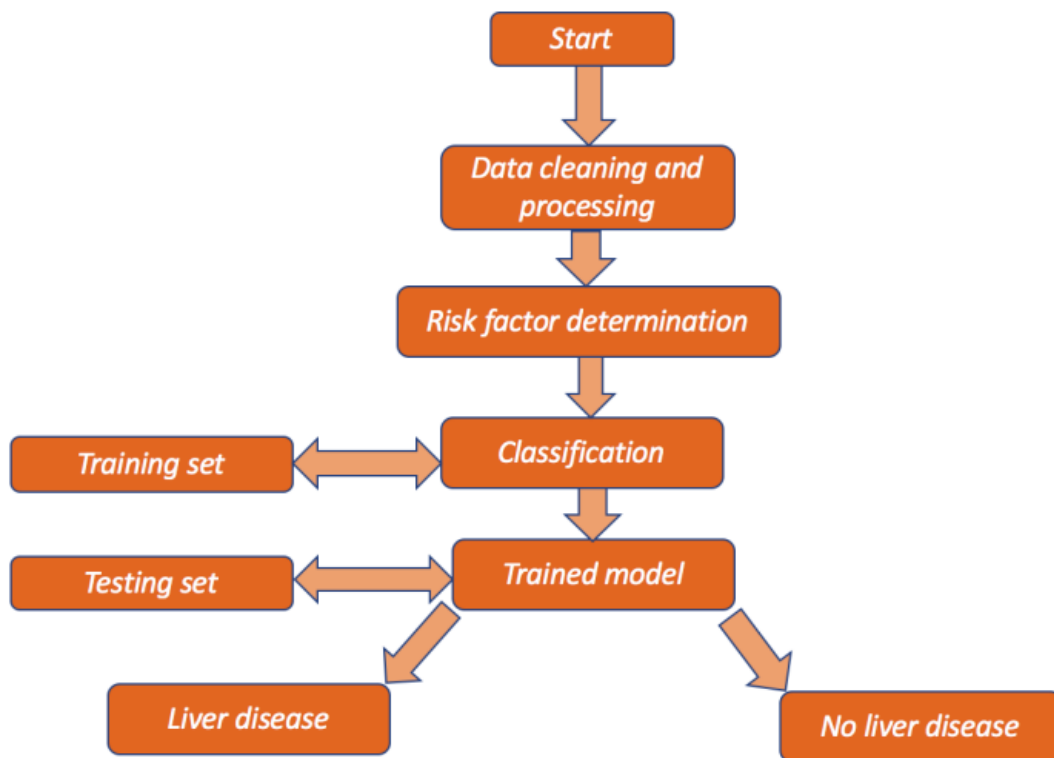 Start
Data cleaning and
processing
Risk factor determination
Classification
Training set
Trained model
Testing set
Liver disease
No liver disease